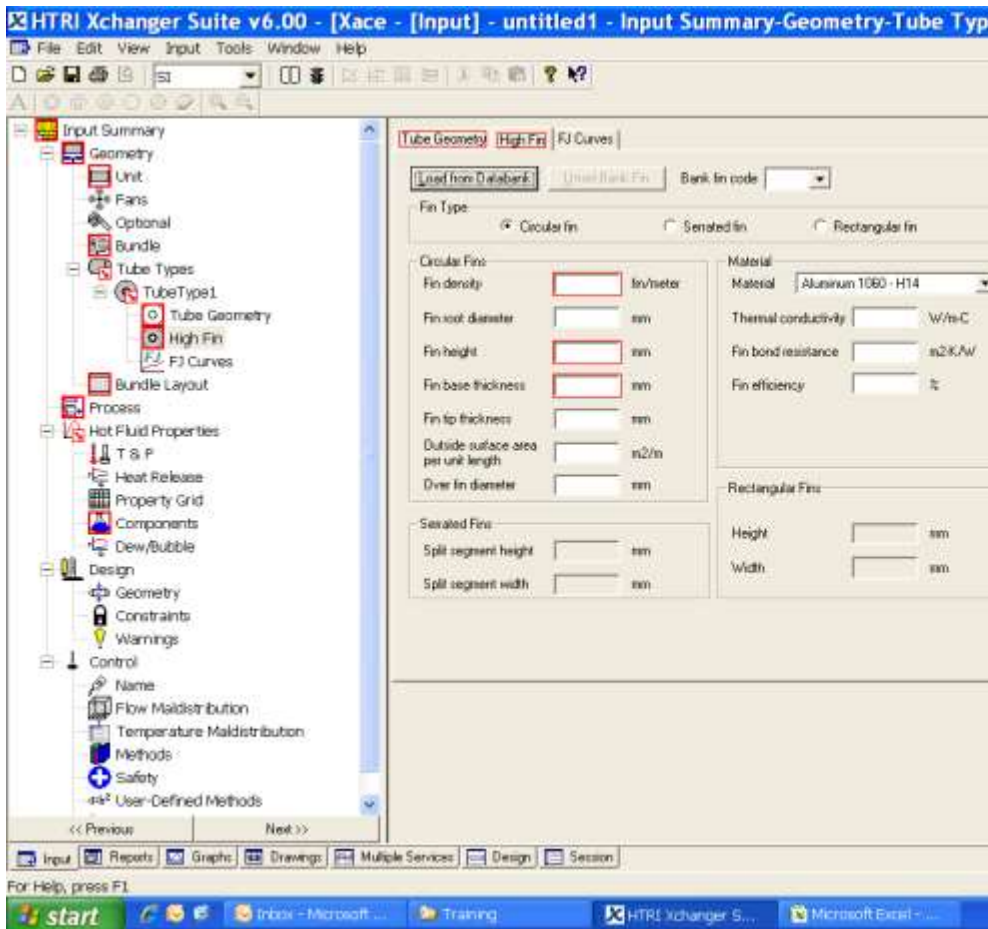 HTRI Xchanger Suite v6.00 - [Xace - [Input] - untitled1 - Input Summary-Geometry-Tube Typ
File Edit View Input Tools Window Help
SI
Input Summary
Geometry
Unit
Fans
Optional
Bundle
Tube Types
TubeType1
Tube Geometry
High Fin
FJ Curves
Bundle Layout
Process
Hot Fluid Properties
T & P
Heat Release
Property Grid
Components
Dew/Bubble
Design
Geometry
Constraints
Warnings
Control
Name
Flow Maldistribution
Temperature Maldistribution
Methods
Safety
User-Defined Methods
<< Previous Next >>
Tube Geometry High Fin FJ Curves
Load from Databank Bank fin code
Fin Type
Circular fin Serrated fin Rectangular fin
Circular Fins
Fin density fin/meter
Fin root diameter mm
Fin height mm
Fin base thickness mm
Fin tip thickness mm
Outside surface area per unit length m2/m
Over fin diameter mm
Material
Material Aluminum 1060 - H14
Thermal conductivity W/m-C
Fin bond resistance m2-K/W
Fin efficiency %
Serrated Fins
Split segment height mm
Split segment width mm
Rectangular Fins
Height mm
Width mm
Input Reports Graphs Drawings Multiple Services Design Session
For Help, press F1
start Inbox - Microsoft ... Training HTRI Xchanger S... Microsoft Excel - ...